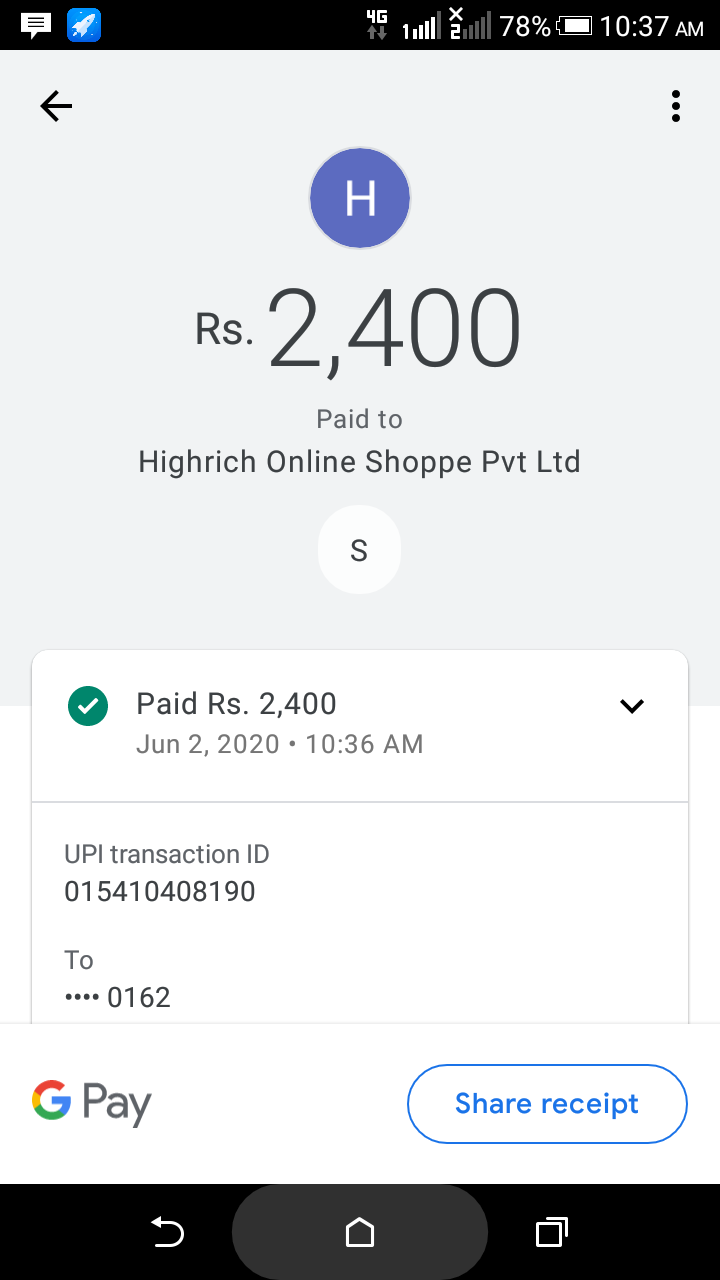 4G 1 2 78% 10:37 AM
H
Rs. 2,400
Paid to
Highrich Online Shoppe Pvt Ltd
S
Paid Rs. 2,400
Jun 2, 2020 • 10:36 AM
UPI transaction ID
015410408190
To
•••• 0162
G Pay
Share receipt